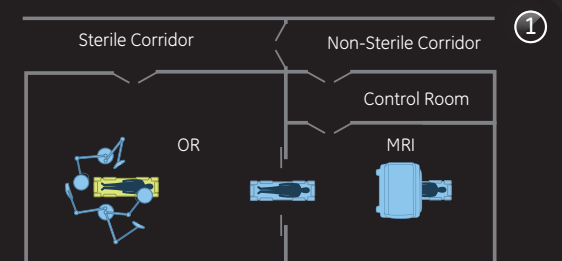 1
Sterile Corridor
Non-Sterile Corridor
Control Room
OR
MRI